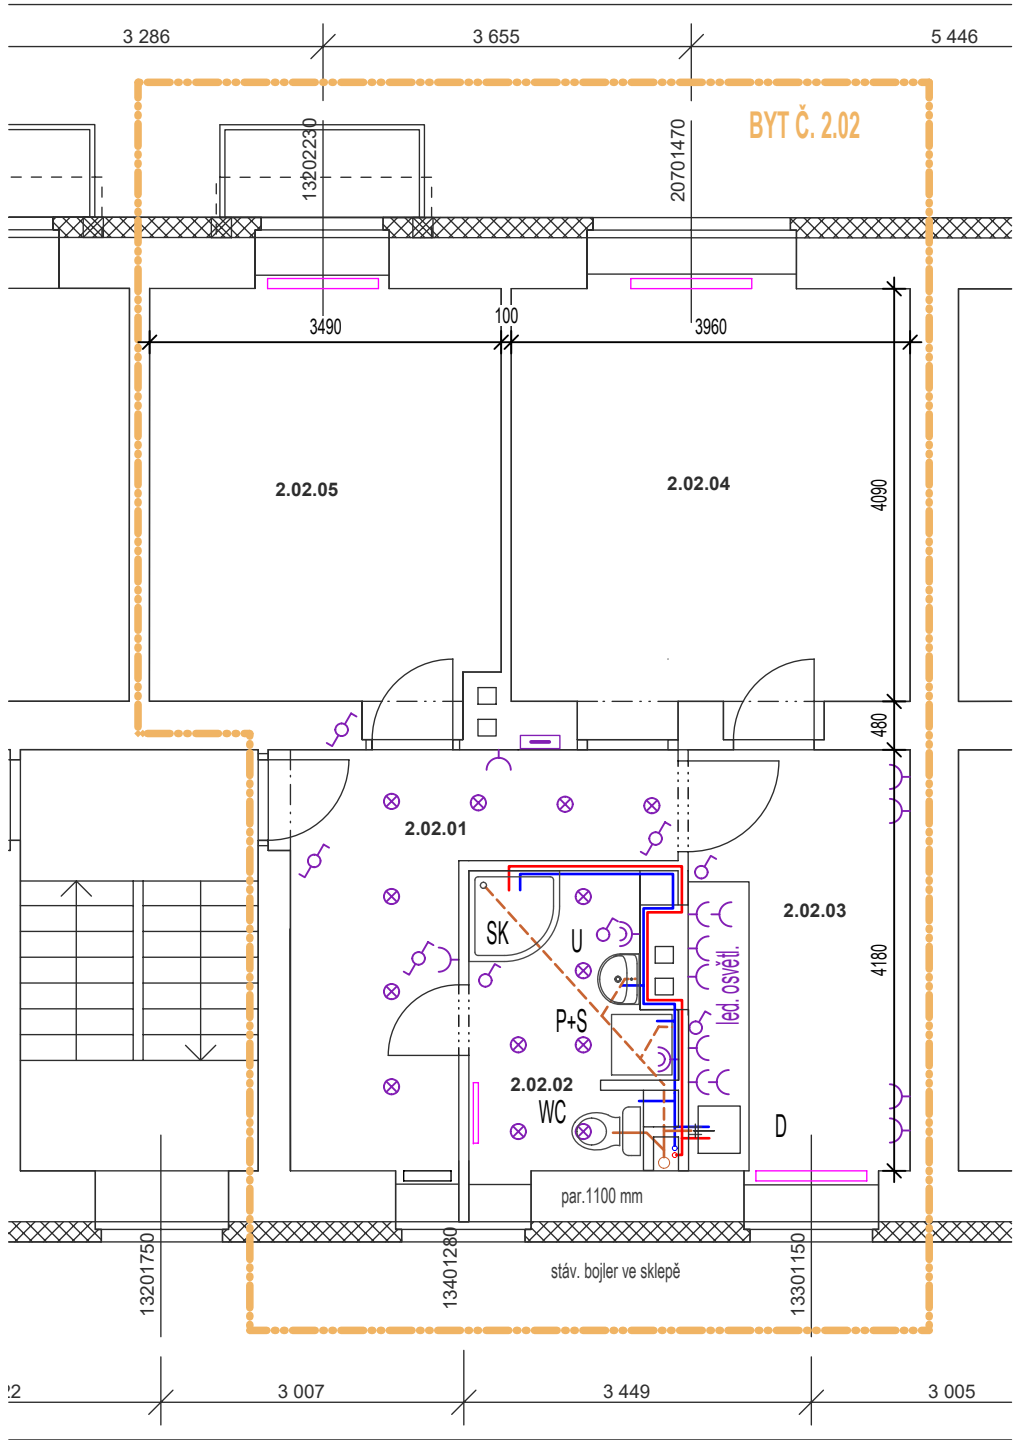 3 286
3 655
5 446
BYT Č. 2.02
13202230
20701470
3490
100
3960
2.02.05
2.02.04
4090
480
2.02.01
2.02.03
SK
U
led. osvětl.
4180
P+S
2.02.02
WC
D
par.1100 mm
stáv. bojler ve sklepě
13201750
13401280
13301150
22
3 007
3 449
3 005